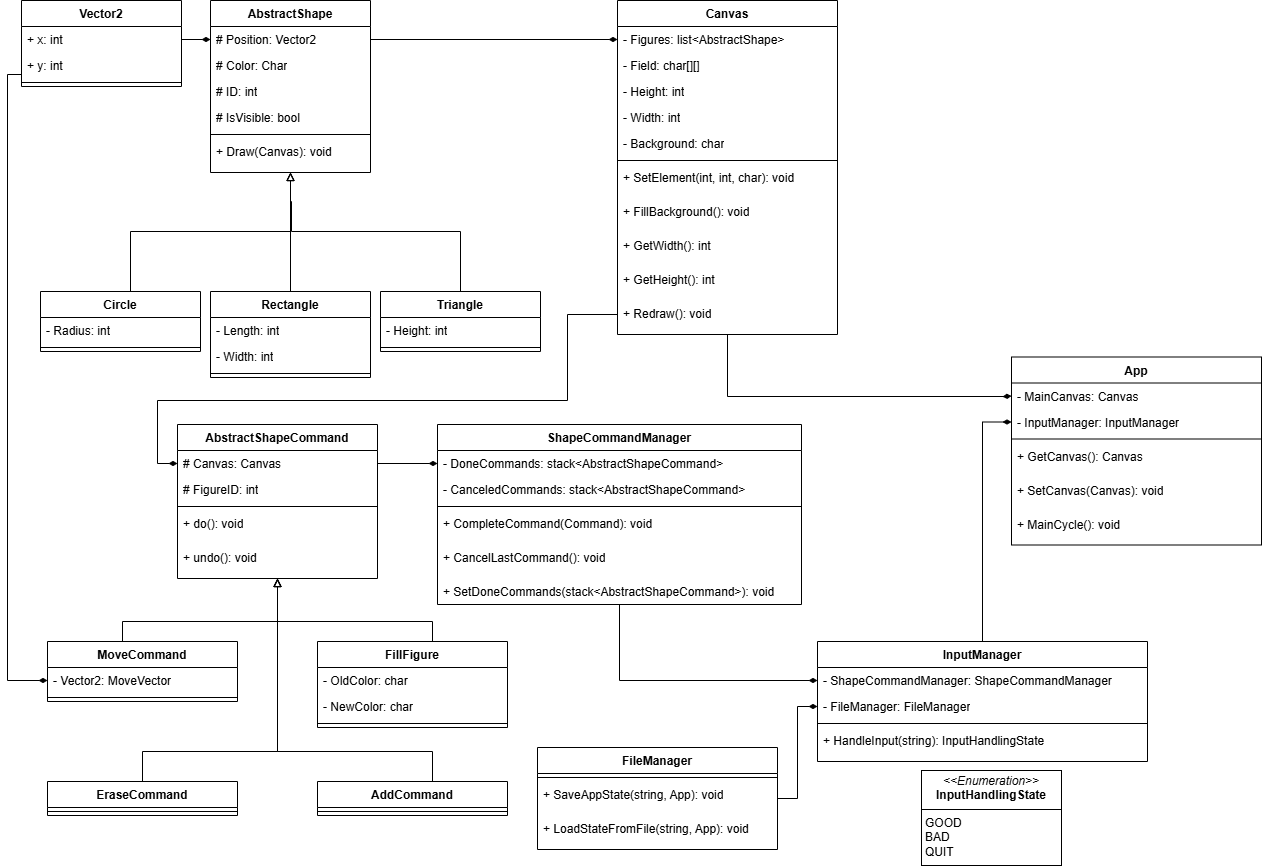 Vector2
+ x: int
+ y: int
AbstractShape
# Position: Vector2
# Color: Char
# ID: int
# IsVisible: bool
+ Draw(Canvas): void
Canvas
- Figures: list<AbstractShape>
- Field: char[][]
- Height: int
- Width: int
- Background: char
+ SetElement(int, int, char): void
+ FillBackground(): void
+ GetWidth(): int
+ GetHeight(): int
+ Redraw(): void
Circle
- Radius: int
Rectangle
- Length: int
- Width: int
Triangle
- Height: int
App
- MainCanvas: Canvas
- InputManager: InputManager
+ GetCanvas(): Canvas
+ SetCanvas(Canvas): void
+ MainCycle(): void
AbstractShapeCommand
# Canvas: Canvas
# FigureID: int
+ do(): void
+ undo(): void
ShapeCommandManager
- DoneCommands: stack<AbstractShapeCommand>
- CanceledCommands: stack<AbstractShapeCommand>
+ CompleteCommand(Command): void
+ CancelLastCommand(): void
+ SetDoneCommands(stack<AbstractShapeCommand>): void
MoveCommand
- Vector2: MoveVector
FillFigure
- OldColor: char
- NewColor: char
InputManager
- ShapeCommandManager: ShapeCommandManager
- FileManager: FileManager
+ HandleInput(string): InputHandlingState
EraseCommand
AddCommand
FileManager
+ SaveAppState(string, App): void
+ LoadStateFromFile(string, App): void
<<Enumeration>>
InputHandlingState
GOOD
BAD
QUIT